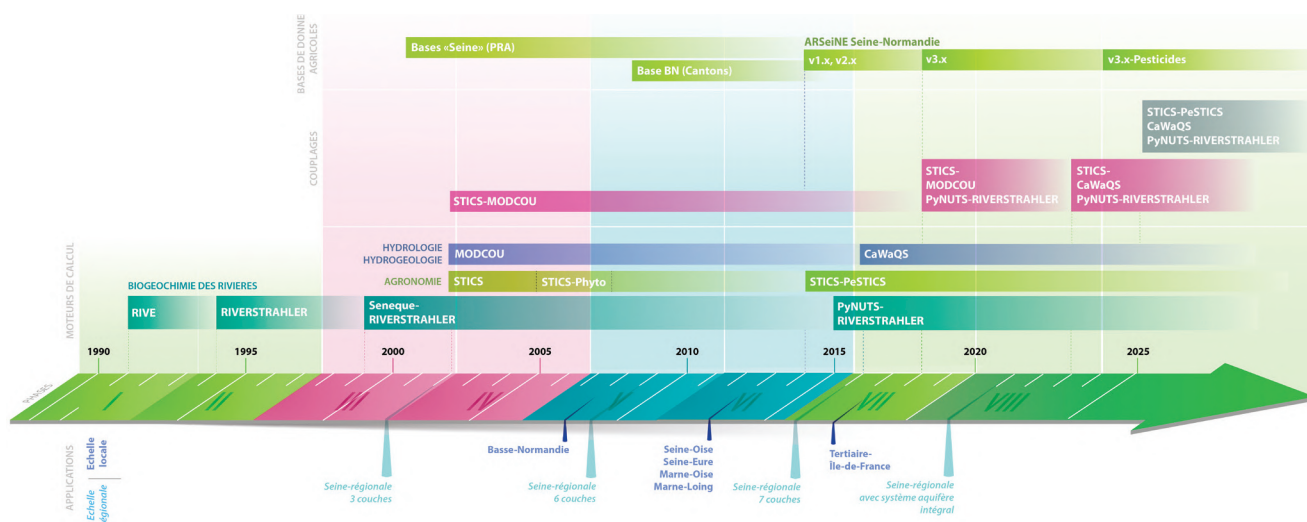 BASES DE DONNE
AGRICOLES
Bases «Seine» (PRA)
Base BN (Cantons)
ARSeiNE Seine-Normandie
v1.x, v2.x
v3.x
v3.x-Pesticides
COUPLAGES
STICS-PeSTICS
CaWaQS
PyNUTS-RIVERSTRAHLER
STICS-MODCOU
STICS-
MODCOU
PyNUTS-RIVERSTRAHLER
STICS-
CaWaQS
PyNUTS-RIVERSTRAHLER
MOTEURS DE CALCUL
HYDROLOGIE
HYDROGEOLOGIE
MODCOU
CaWaQS
AGRONOMIE
STICS
STICS-Phyto
STICS-PeSTICS
BIOGEOCHIMIE DES RIVIERES
RIVE
RIVERSTRAHLER
Seneque-
RIVERSTRAHLER
PyNUTS-
RIVERSTRAHLER
1990
1995
2000
2005
2010
2015
2020
2025
PHASES
I
II
III
IV
V
VI
VII
VIII
APPLICATIONS
Echelle
locale
Echelle
régionale
Seine-régionale
3 couches
Basse-Normandie
Seine-régionale
6 couches
Seine-Oise
Seine-Eure
Marne-Oise
Marne-Loing
Seine-régionale
7 couches
Tertiaire-
Île-de-France
Seine-régionale
avec système aquifère
intégral